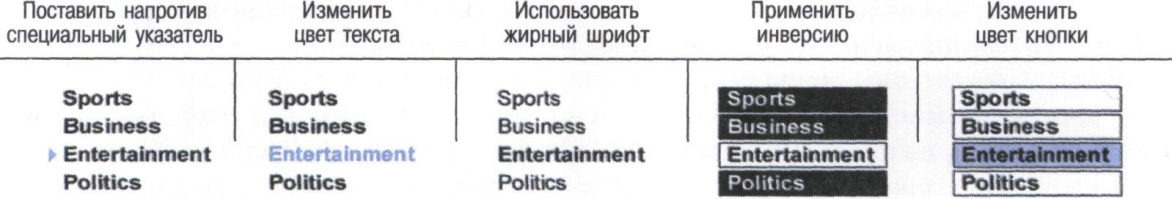 Поставить напротив
специальный указатель
Изменить
цвет текста
Использовать
жирный шрифт
Применить
инверсию
Изменить
цвет кнопки
Sports
Business
Entertainment
Politics
Sports
Business
Entertainment
Politics
Sports
Business
Entertainment
Politics
Sports
Business
Entertainment
Politics
Sports
Business
Entertainment
Politics